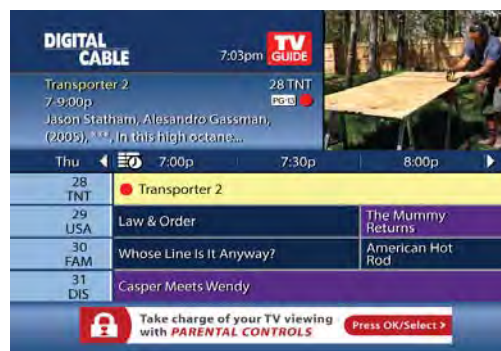 DIGITAL
CABLE
7:03pm
TV
GUIDE
Transporter 2
28 TNT
7-9:00p
PG-13
Jason Statham, Alesandro Gassman,
(2005), ***, In this high octane...
Thu
7:00p
7:30p
8:00p
28
TNT
Transporter 2
29
USA
Law & Order
The Mummy
Returns
30
FAM
Whose Line Is It Anyway?
American Hot
Rod
31
DIS
Casper Meets Wendy
Take charge of your TV viewing
with PARENTAL CONTROLS
Press OK/Select >